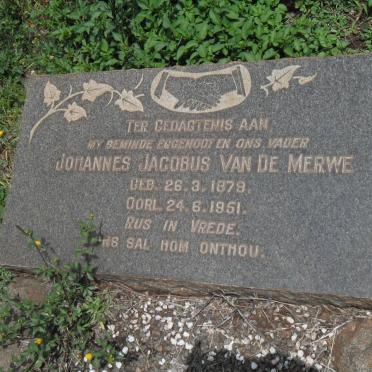 TER GEDAGTENIS AAN
MY BEMINDE EGGENOOT EN ONS VADER
JOHANNES JACOBUS VAN DE MERWE
GEB. 26.3.1879.
OORL. 24.6.1951.
RUS IN VREDE.
ONS SAL HOM ONTHOU.